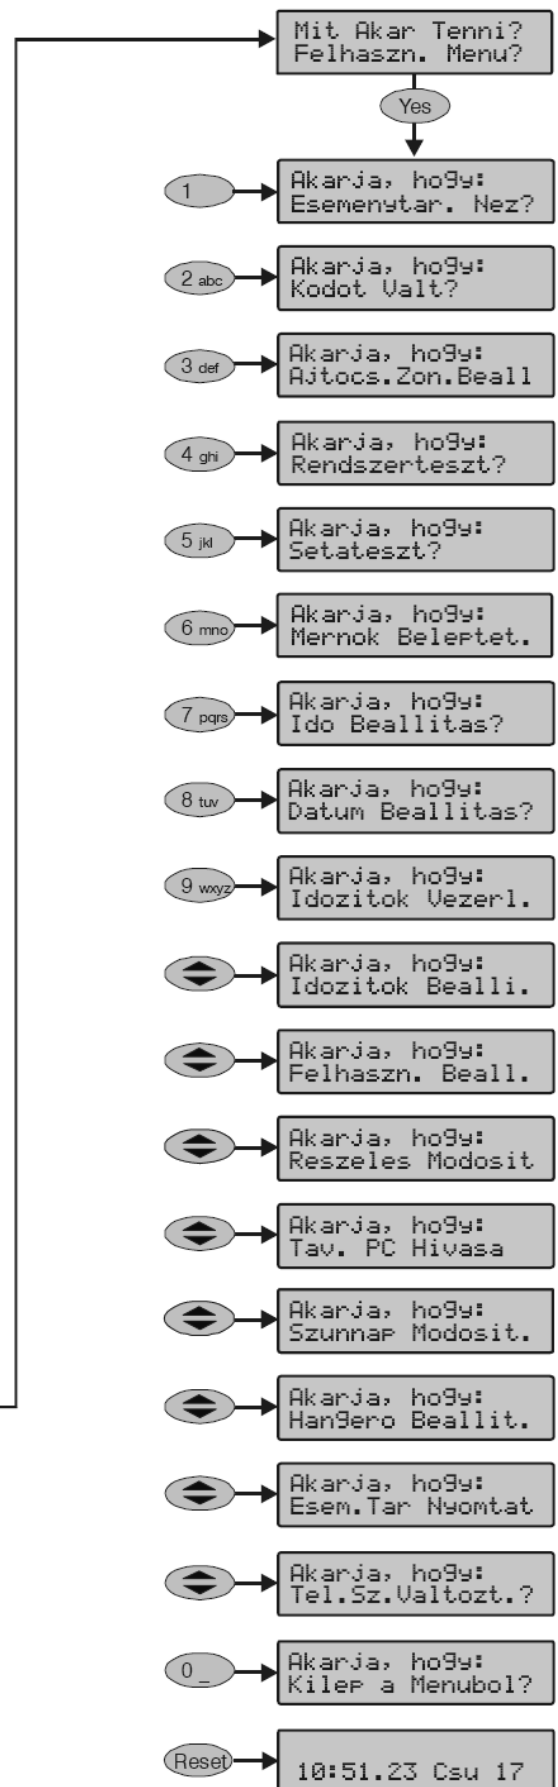 Mit Akar Tenni?
Felhaszn. Menu?
Yes
1
Akarja, hogy:
Esemenytar. Nez?
2 abc
Akarja, hogy:
Kodot Valt?
3 def
Akarja, hogy:
Ajtocs.Zon.Beall
4 ghi
Akarja, hogy:
Rendszerteszt?
5 jkl
Akarja, hogy:
Setateszt?
6 mno
Akarja, hogy:
Mernok Beleptet.
7 pqrs
Akarja, hogy:
Ido Beallitas?
8 tuv
Akarja, hogy:
Datum Beallitas?
9 wxyz
Akarja, hogy:
Idozitok Vezerl.
Akarja, hogy:
Idozitok Bealli.
Akarja, hogy:
Felhaszn. Beall.
Akarja, hogy:
Reszeles Modosit
Akarja, hogy:
Tav. PC Hivasa
Akarja, hogy:
Szunnap Modosit.
Akarja, hogy:
Hangero Beallit.
Akarja, hogy:
Esem.Tar Nyomtat
Akarja, hogy:
Tel.Sz.Valtozt.?
0 _
Akarja, hogy:
Kilep a Menubol?
Reset
10:51.23 Csu 17